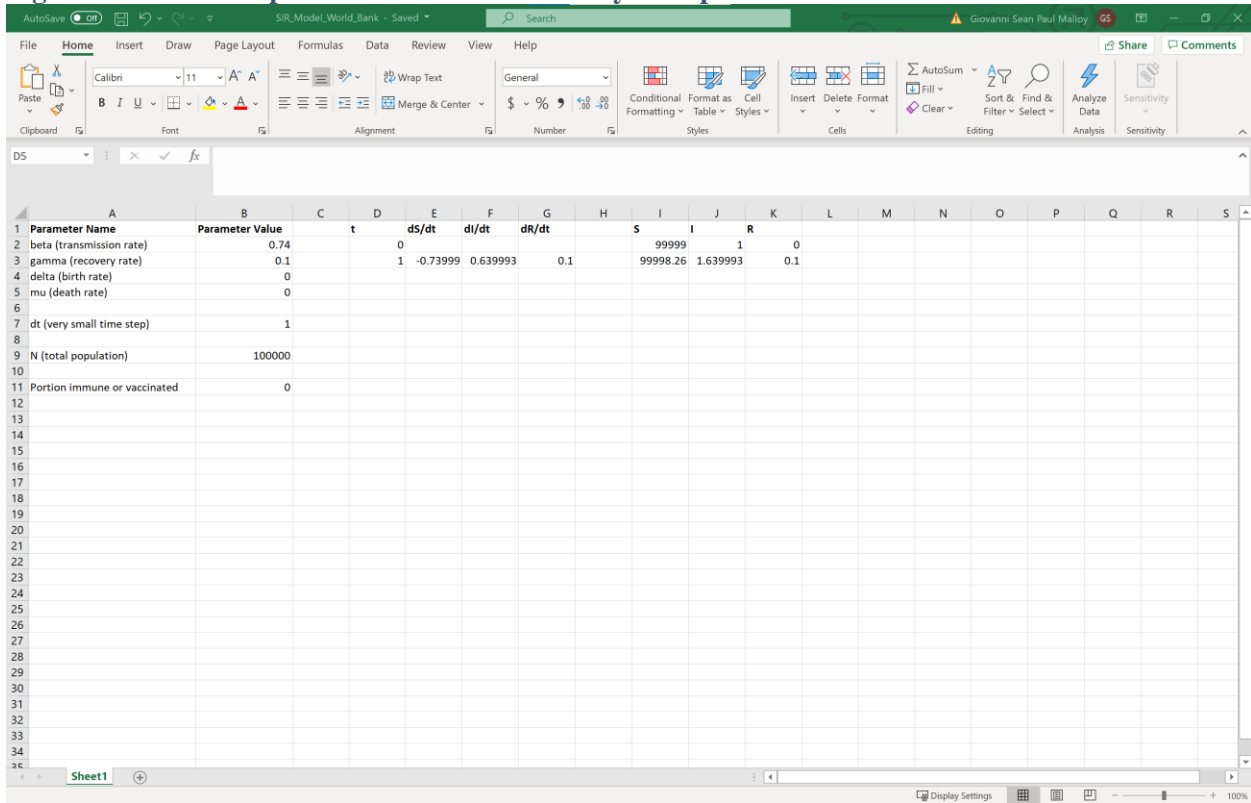 AutoSave Off SIR_Model_World_Bank - Saved Search Giovanni Sean Paul Malloy GS
File Home Insert Draw Page Layout Formulas Data Review View Help Share Comments
Paste Calibri 11 A^ A˅ Wrap Text General Conditional Format as Cell Insert Delete Format AutoSum Sort & Find & Analyze Sensitivity
B I U A Merge & Center $ % 9 Formatting Table Styles Fill Filter Select Data
Clear
Clipboard Font Alignment Number Styles Cells Editing Analysis Sensitivity
D5 fx
A B C D E F G H I J K L M N O P Q R S
1 Parameter Name Parameter Value t dS/dt dI/dt dR/dt S I R
2 beta (transmission rate) 0.74 0 99999 1 0
3 gamma (recovery rate) 0.1 1 -0.73999 0.639993 0.1 99998.26 1.639993 0.1
4 delta (birth rate) 0
5 mu (death rate) 0
6
7 dt (very small time step) 1
8
9 N (total population) 100000
10
11 Portion immune or vaccinated 0
12
13
14
15
16
17
18
19
20
21
22
23
24
25
26
27
28
29
30
31
32
33
34
35
Sheet1
Display Settings 100%